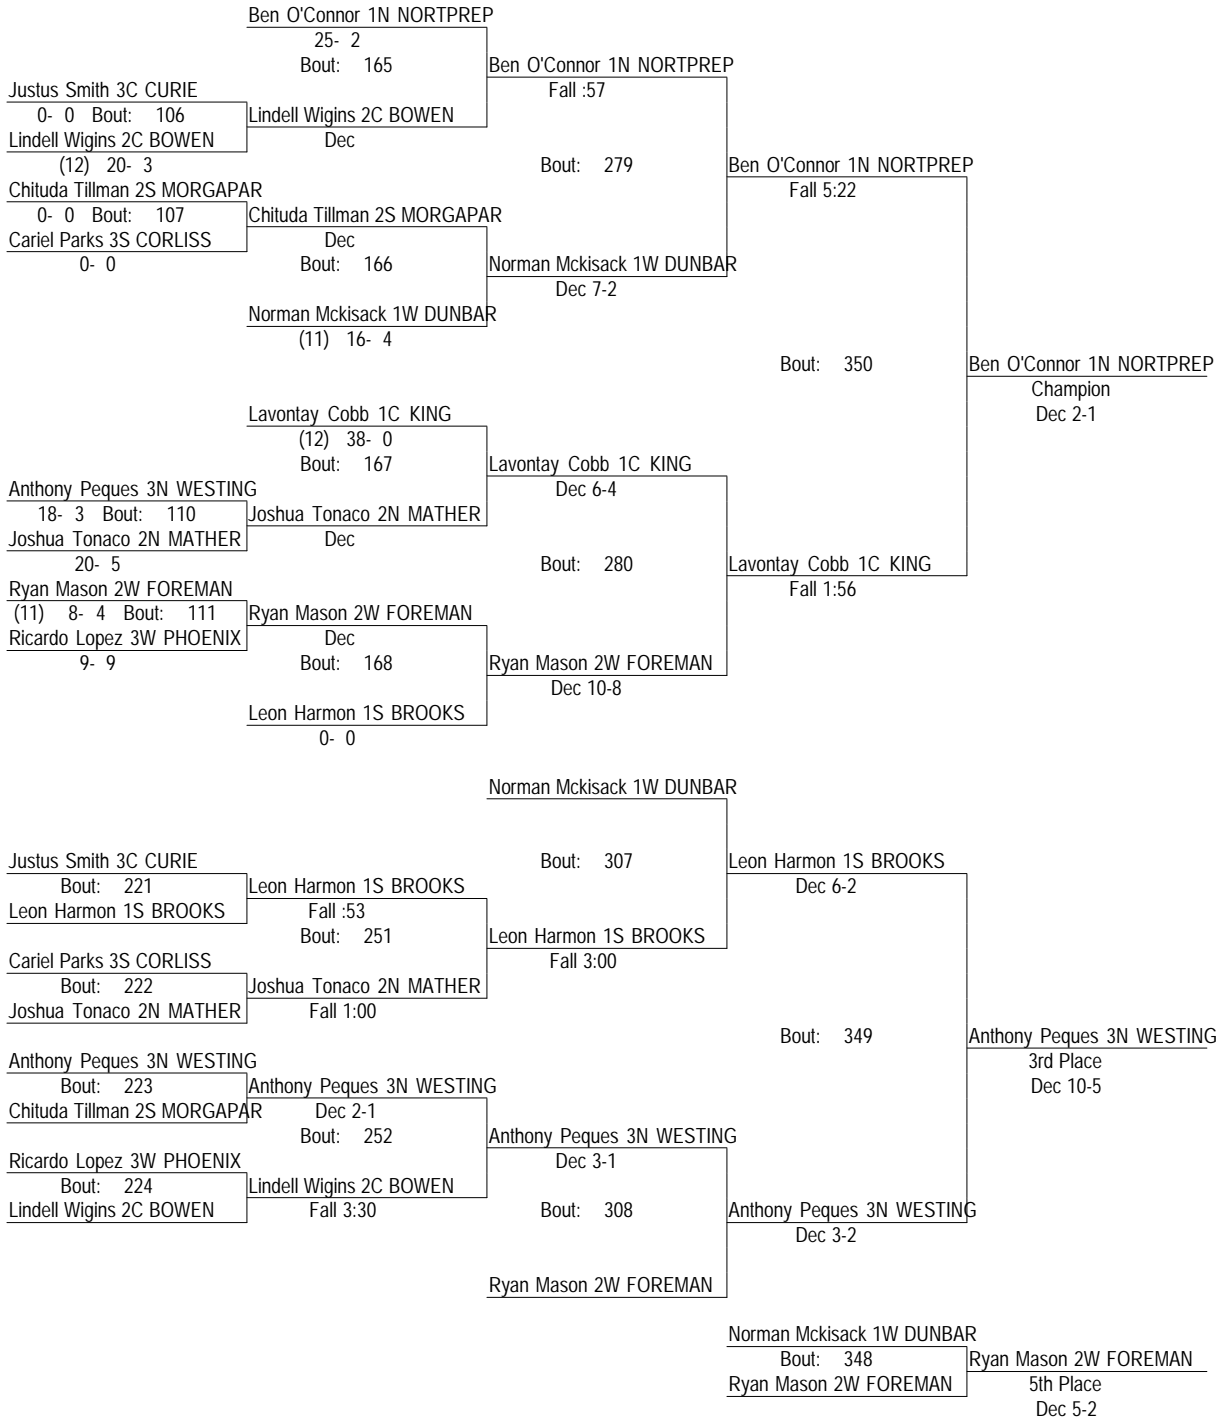 Ben O'Connor 1N NORTPREP
25- 2
Bout: 165
Ben O'Connor 1N NORTPREP
Fall :57
Justus Smith 3C CURIE
0- 0 Bout: 106
Lindell Wigins 2C BOWEN
Dec
Lindell Wigins 2C BOWEN
(12) 20- 3
Bout: 279
Ben O'Connor 1N NORTPREP
Fall 5:22
Chituda Tillman 2S MORGAPAR
0- 0 Bout: 107
Chituda Tillman 2S MORGAPAR
Dec
Cariel Parks 3S CORLISS
0- 0
Bout: 166
Norman Mckisack 1W DUNBAR
Dec 7-2
Norman Mckisack 1W DUNBAR
(11) 16- 4
Bout: 350
Ben O'Connor 1N NORTPREP
Champion
Dec 2-1
Lavontay Cobb 1C KING
(12) 38- 0
Bout: 167
Lavontay Cobb 1C KING
Dec 6-4
Anthony Peques 3N WESTING
18- 3 Bout: 110
Joshua Tonaco 2N MATHER
Dec
Joshua Tonaco 2N MATHER
20- 5
Bout: 280
Lavontay Cobb 1C KING
Fall 1:56
Ryan Mason 2W FOREMAN
(11) 8- 4 Bout: 111
Ryan Mason 2W FOREMAN
Dec
Ricardo Lopez 3W PHOENIX
9- 9
Bout: 168
Ryan Mason 2W FOREMAN
Dec 10-8
Leon Harmon 1S BROOKS
0- 0
Norman Mckisack 1W DUNBAR
Bout: 307
Leon Harmon 1S BROOKS
Dec 6-2
Justus Smith 3C CURIE
Bout: 221
Leon Harmon 1S BROOKS
Fall :53
Leon Harmon 1S BROOKS
Bout: 251
Leon Harmon 1S BROOKS
Fall 3:00
Cariel Parks 3S CORLISS
Bout: 222
Joshua Tonaco 2N MATHER
Fall 1:00
Joshua Tonaco 2N MATHER
Bout: 349
Anthony Peques 3N WESTING
3rd Place
Dec 10-5
Anthony Peques 3N WESTING
Bout: 223
Anthony Peques 3N WESTING
Dec 2-1
Chituda Tillman 2S MORGAPAR
Bout: 252
Anthony Peques 3N WESTING
Dec 3-1
Ricardo Lopez 3W PHOENIX
Bout: 224
Lindell Wigins 2C BOWEN
Fall 3:30
Lindell Wigins 2C BOWEN
Bout: 308
Anthony Peques 3N WESTING
Dec 3-2
Ryan Mason 2W FOREMAN
Norman Mckisack 1W DUNBAR
Bout: 348
Ryan Mason 2W FOREMAN
5th Place
Dec 5-2
Ryan Mason 2W FOREMAN